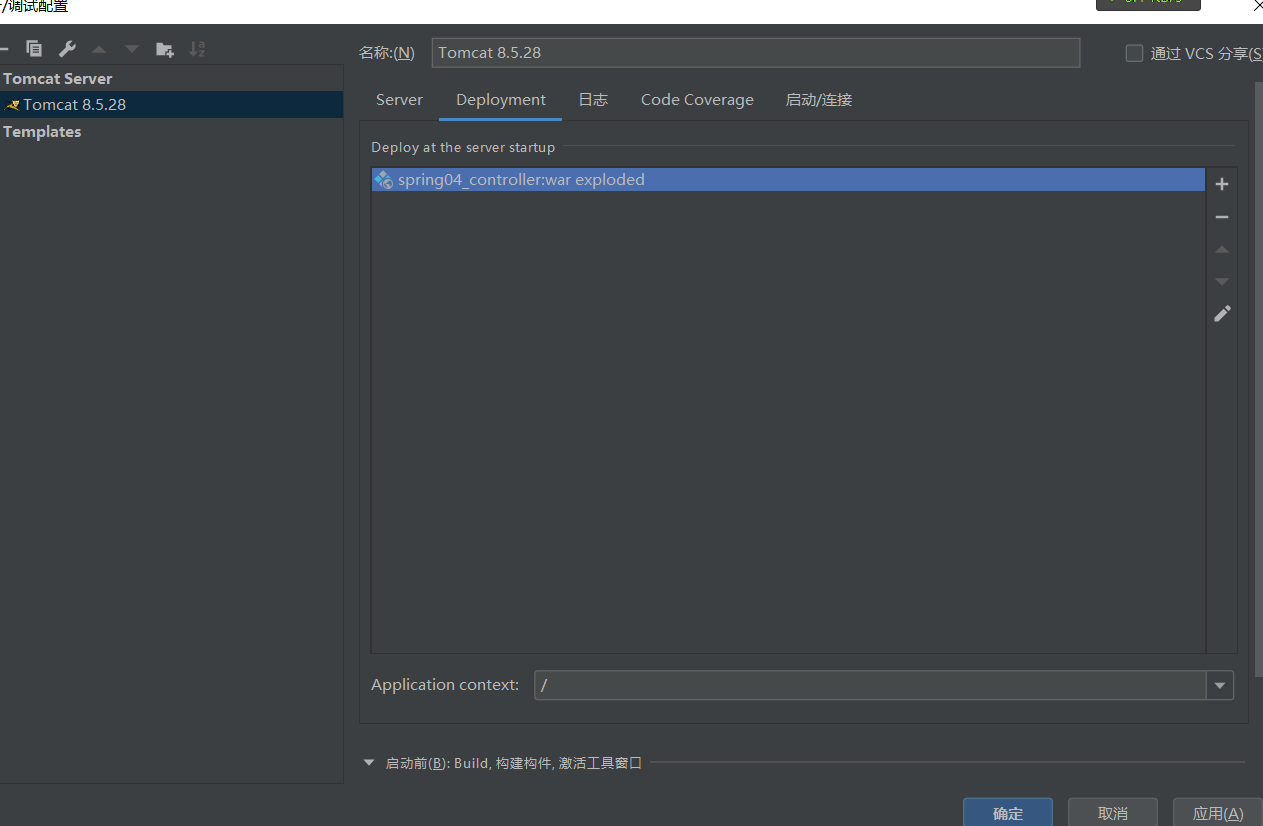 /调试配置
名称:(N)
Tomcat 8.5.28
通过 VCS 分享(S
Tomcat Server
Tomcat 8.5.28
Templates
Server
Deployment
日志
Code Coverage
启动/连接
Deploy at the server startup
spring04_controller:war exploded
Application context:
/
启动前(B): Build, 构建构件, 激活工具窗口
确定
取消
应用(A)